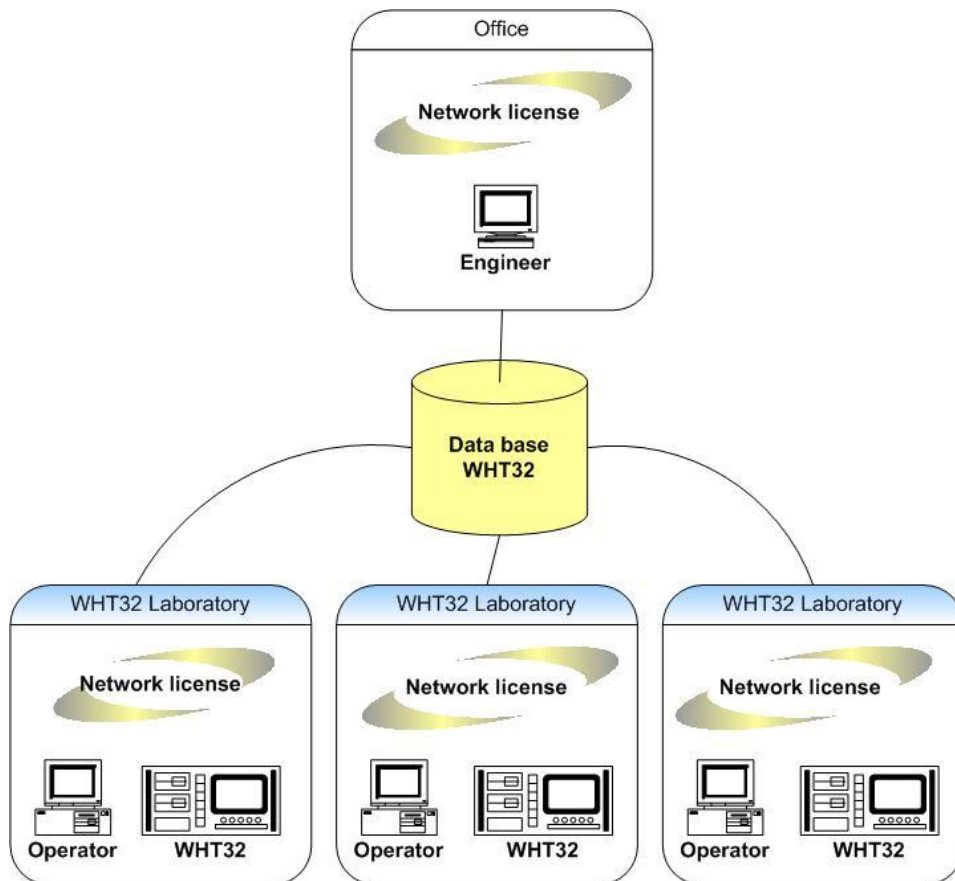 Office
Network license
Engineer
Data base
WHT32
WHT32 Laboratory
Network license
Operator
WHT32
WHT32 Laboratory
Network license
Operator
WHT32
WHT32 Laboratory
Network license
Operator
WHT32